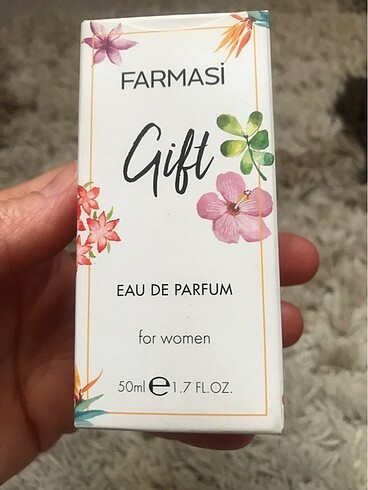 FARMASİ
Gift
EAU DE PARFUM
for women
50ml ℮ 1.7 FL.OZ.